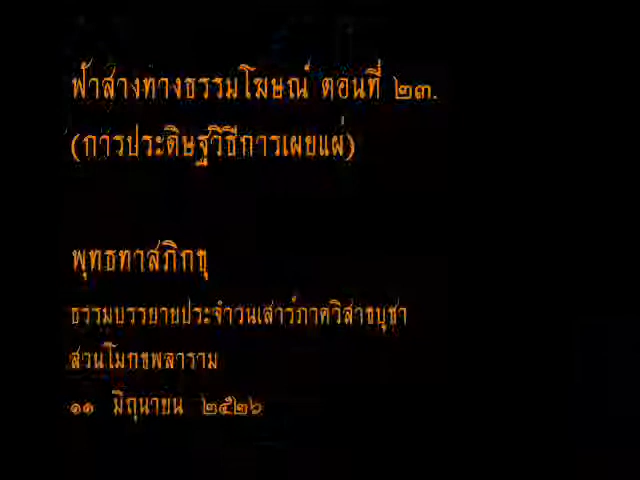 ฟ้าสางทางธรรมโฆษณ์ ตอนที่ ๒๓.
(การประดิษฐวิธีการเผยแผ่)
พุทธทาสภิกขุ
ธรรมบรรยายประจำวันเสาร์ภาควิสาขบูชา
สวนโมกขพลาราม
๑๑ มิถุนายน ๒๕๒๖